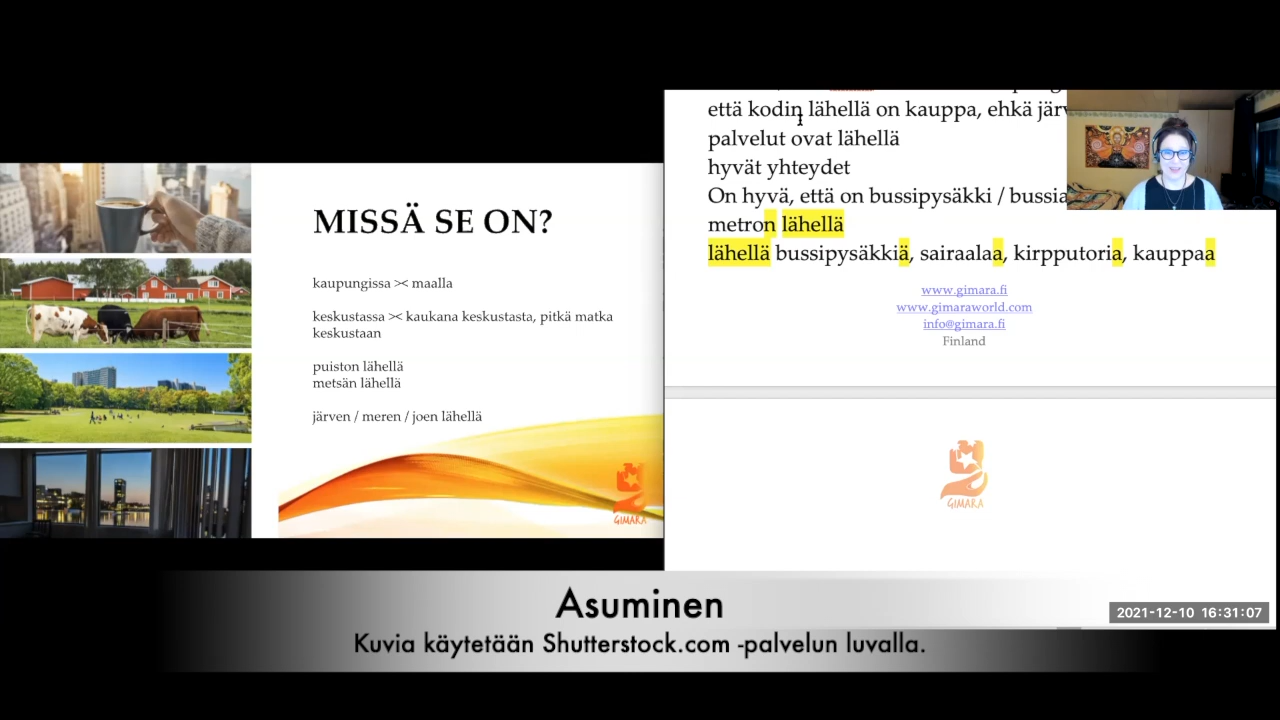 MISSÄ SE ON?
kaupungissa >< maalla
keskustassa >< kaukana keskustasta, pitkä matka
keskustaan
puiston lähellä
metsän lähellä
järven / meren / joen lähellä
GIMARA
että kodin lähellä on kauppa, ehkä
palvelut ovat lähellä
hyvät yhteydet
On hyvä, että on bussipysäkki /
metron lähellä
lähellä bussipysäkkiä, sairaalaa, kirpputoria, kauppaa
www.gimara.fi
www.gimaraworld.com
info@gimara.fi
Finland
GIMARA
2021-12-10 16:31:07
Asuminen
Kuvia käytetään Shutterstock.com -palvelun luvalla.